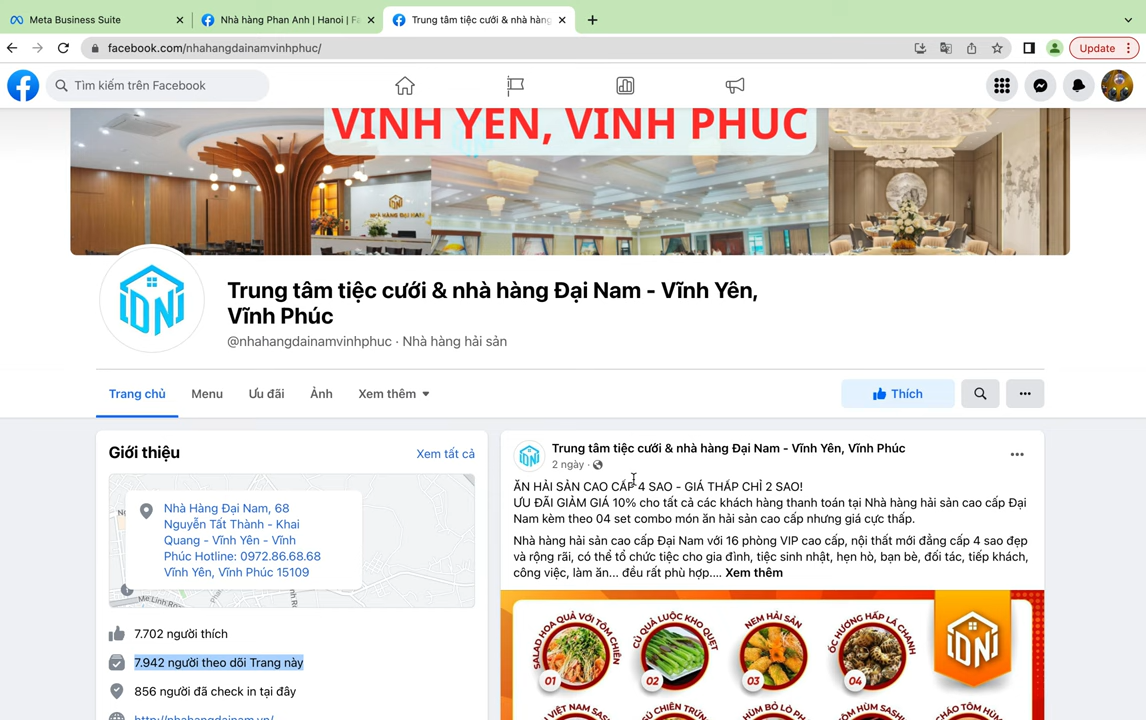 Meta Business Suite
Nhà hàng Phan Anh | Hanoi | Fa
Trung tâm tiệc cưới & nhà hàng
facebook.com/nhahangdainamvinhphuc/
Update
Tìm kiếm trên Facebook
VĨNH YÊN, VĨNH PHÚC
NHÀ HÀNG ĐẠI NAM
DN
Trung tâm tiệc cưới & nhà hàng Đại Nam - Vĩnh Yên,
Vĩnh Phúc
@nhahangdainamvinhphuc · Nhà hàng hải sản
Trang chủ
Menu
Ưu đãi
Ảnh
Xem thêm
Thích
Giới thiệu
Xem tất cả
Nhà Hàng Đại Nam, 68
Nguyễn Tất Thành - Khai
Quang - Vĩnh Yên - Vĩnh
Phúc Hotline: 0972.86.68.68
Vĩnh Yên, Vĩnh Phúc 15109
Me Linh Ro
7.702 người thích
7.942 người theo dõi Trang này
856 người đã check in tại đây
http://nhahangdainam.vn/
Trung tâm tiệc cưới & nhà hàng Đại Nam - Vĩnh Yên, Vĩnh Phúc
2 ngày ·
ĂN HẢI SẢN CAO CẤP 4 SAO - GIÁ THẤP CHỈ 2 SAO!
ƯU ĐÃI GIẢM GIÁ 10% cho tất cả các khách hàng thanh toán tại Nhà hàng hải sản cao cấp Đại
Nam kèm theo 04 set combo món ăn hải sản cao cấp nhưng giá cực thấp.
Nhà hàng hải sản cao cấp Đại Nam với 16 phòng VIP cao cấp, nội thất mới đẳng cấp 4 sao đẹp
và rộng rãi, có thể tổ chức tiệc cho gia đình, tiệc sinh nhật, hẹn hò, bạn bè, đối tác, tiếp khách,
công việc, làm ăn... đều rất phù hợp.... Xem thêm
SALAD HOA QUẢ VỚI TÔM CHIÊN
01
CỦ QUẢ LUỘC KHO QUẸT
02
NEM HẢI SẢN
03
ỐC HƯƠNG HẤP LÁ CHANH
04
DN